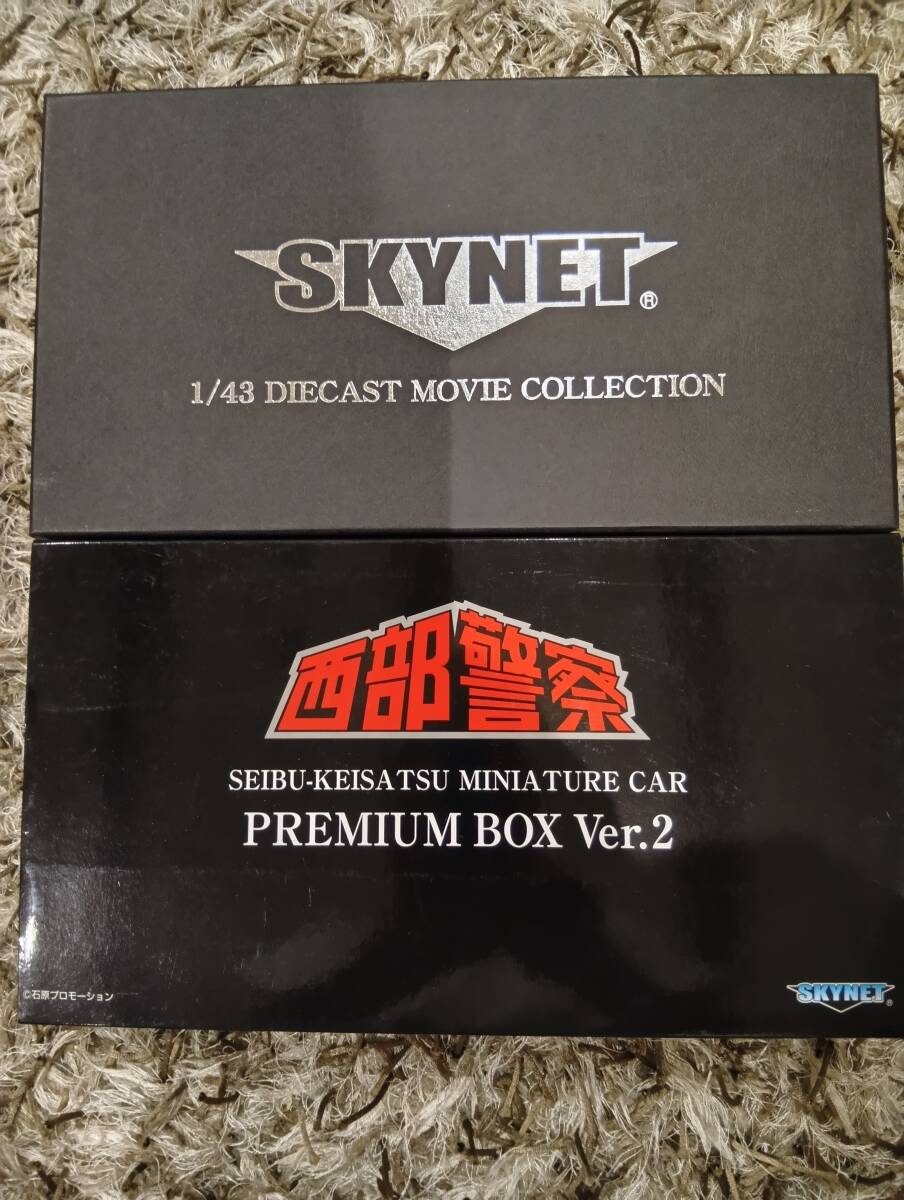 SKYNET®
1/43 DIECAST MOVIE COLLECTION
西部警察
SEIBU-KEISATSU MINIATURE CAR
PREMIUM BOX Ver.2
©石原プロモーション
SKYNET®